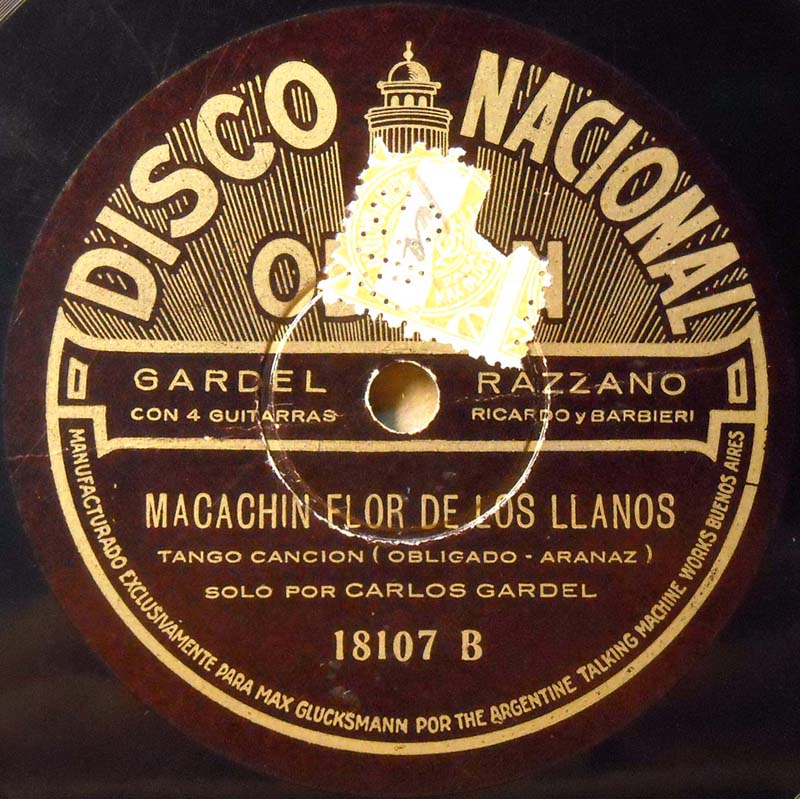 DISCO NACIONAL
GARDEL RAZZANO
CON 4 GUITARRAS RICARDO y BARBIERI
MACACHIN FLOR DE LOS LLANOS
TANGO CANCION ( OBLIGADO - ARANAZ )
SOLO POR CARLOS GARDEL
18107 B
MANUFACTURADO EXCLUSIVAMENTE PARA MAX GLUCKSMANN POR THE ARGENTINE TALKING MACHINE WORKS BUENOS AIRES